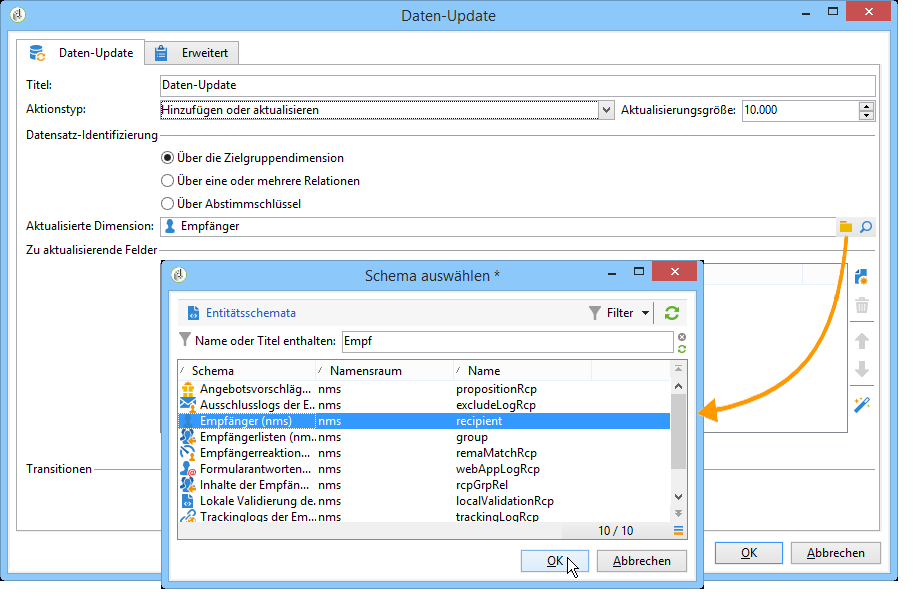 Daten-Update
Daten-Update Erweitert
Titel: Daten-Update
Aktionstyp: Hinzufügen oder aktualisieren Aktualisierungsgröße: 10.000
Datensatz-Identifizierung
Über die Zielgruppendimension
Über eine oder mehrere Relationen
Über Abstimmschlüssel
Aktualisierte Dimension: Empfänger
Zu aktualisierende Felder
Schema auswählen *
Entitätsschemata Filter
Name oder Titel enthalten: Empf
Schema Namensraum Name
Angebotsvorschläg... nms propositionRcp
Ausschlusslogs der E... nms excludeLogRcp
Empfänger (nms) nms recipient
Empfängerlisten (nm... nms group
Empfängerreaktion... nms remaMatchRcp
Formularantworten... nms webAppLogRcp
Inhalte der Empfän... nms rcpGrpRel
Lokale Validierung de... nms localValidationRcp
Trackinglogs der Em... nms trackingLogRcp
10 / 10
OK Abbrechen
Transitionen
OK Abbrechen